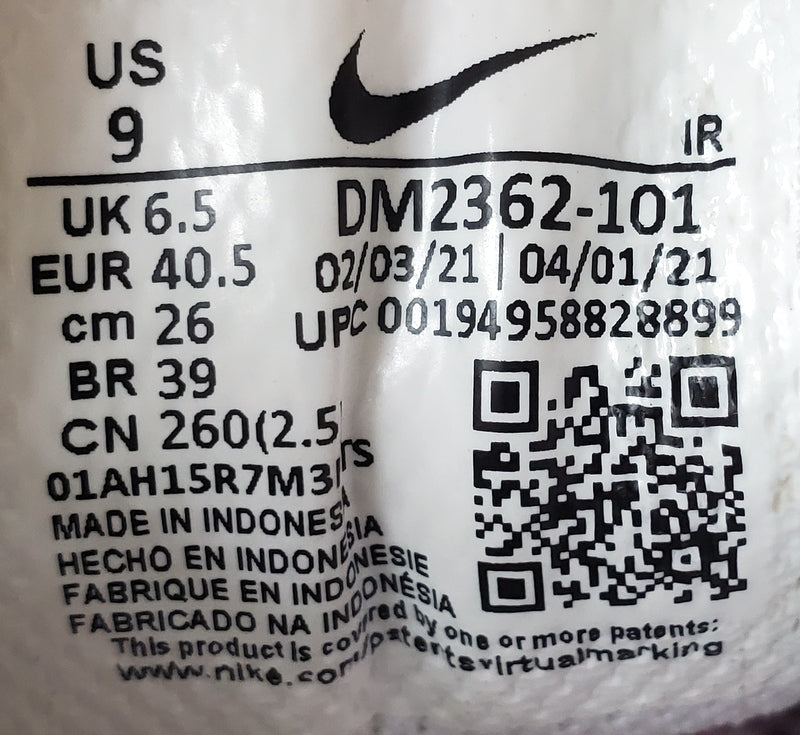 US
9
IR
UK 6.5
EUR 40.5
cm 26
BR 39
CN 260(2.5
DM2362-101
02/03/21 | 04/01/21
UPC 00194958828899
MADE IN INDONESIA
HECHO EN INDONESIA
FABRIQUE EN INDONESIE
FABRICADO NA INDONÉSIA
This product is covered by one or more patents:
www.nike.com/patentsvirtualmarking